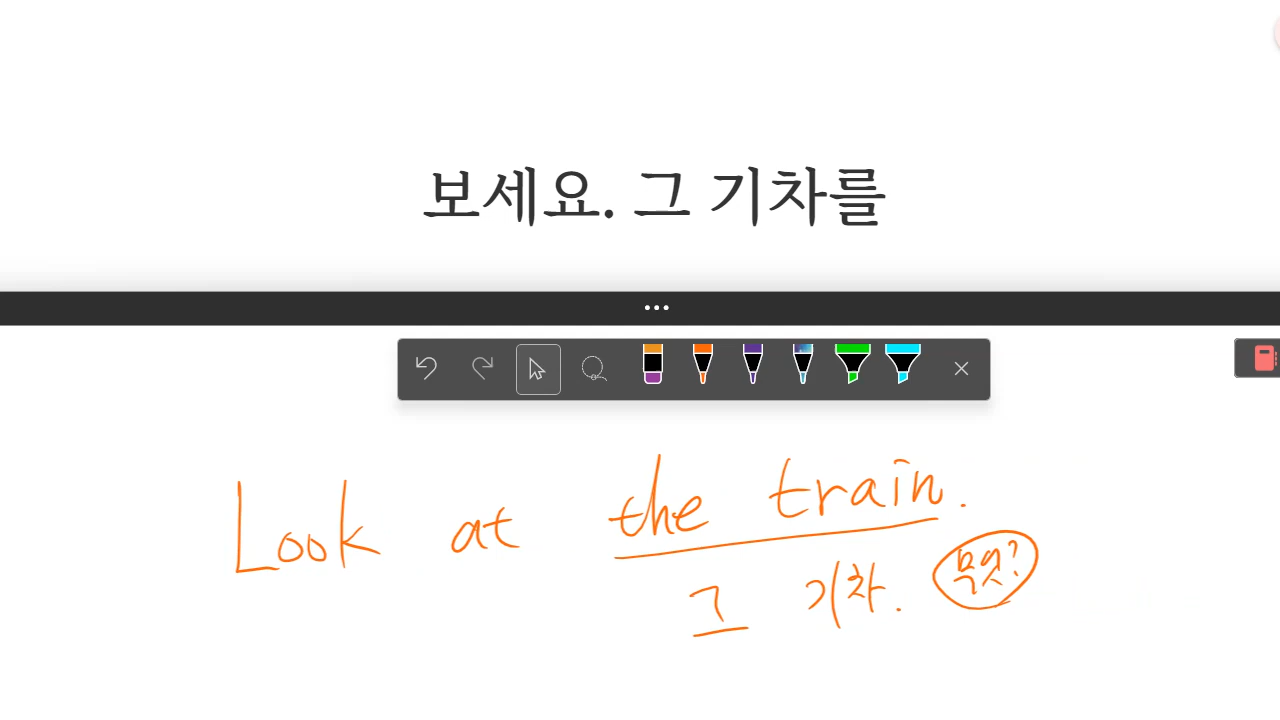 보세요. 그 기차를
Look at the train.
그 기차. 무엇?